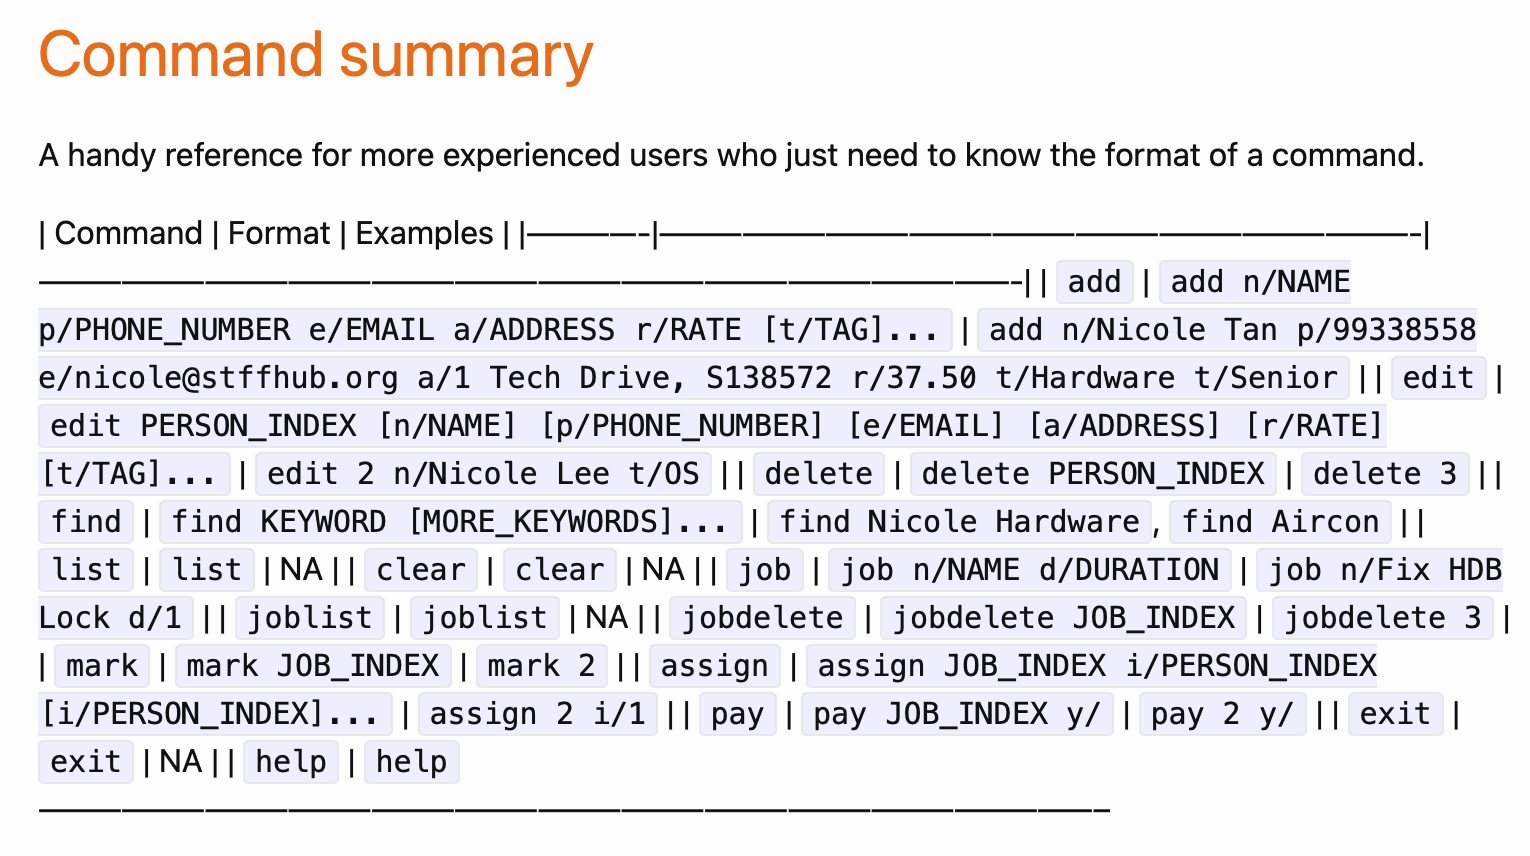 Command summary
A handy reference for more experienced users who just need to know the format of a command.
| Command | Format | Examples | |————-|———————————————————————————-|
———————————————————————————————————-|| add | add n/NAME
p/PHONE_NUMBER e/EMAIL a/ADDRESS r/RATE [t/TAG]... | add n/Nicole Tan p/99338558
e/nicole@stffhub.org a/1 Tech Drive, S138572 r/37.50 t/Hardware t/Senior || edit |
edit PERSON_INDEX [n/NAME] [p/PHONE_NUMBER] [e/EMAIL] [a/ADDRESS] [r/RATE]
[t/TAG]... | edit 2 n/Nicole Lee t/OS || delete | delete PERSON_INDEX | delete 3 ||
find | find KEYWORD [MORE_KEYWORDS]... | find Nicole Hardware, find Aircon ||
list | list | NA || clear | clear | NA || job | job n/NAME d/DURATION | job n/Fix HDB
Lock d/1 || joblist | joblist | NA || jobdelete | jobdelete JOB_INDEX | jobdelete 3 |
| mark | mark JOB_INDEX | mark 2 || assign | assign JOB_INDEX i/PERSON_INDEX
[i/PERSON_INDEX]... | assign 2 i/1 || pay | pay JOB_INDEX y/ | pay 2 y/ || exit |
exit | NA || help | help
———————————————————————————————————————–